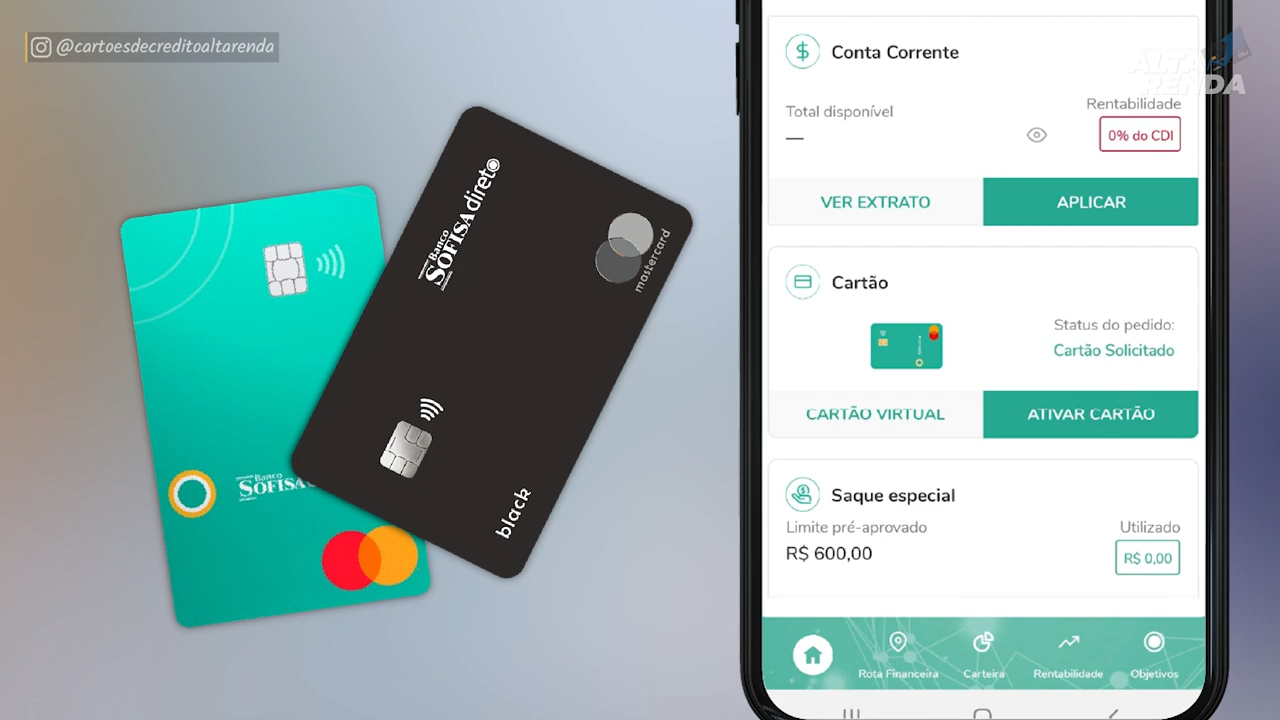 @cartoesdecreditoaltarenda
Banco
SOFISA
Banco
SOFISA direto
mastercard
black
ALTA
RENDA
Conta Corrente
Total disponível
—
Rentabilidade
0% do CDI
VER EXTRATO
APLICAR
Cartão
Status do pedido:
Cartão Solicitado
CARTÃO VIRTUAL
ATIVAR CARTÃO
Saque especial
Limite pré-aprovado
R$ 600,00
Utilizado
R$ 0,00
Rota Financeira
Carteira
Rentabilidade
Objetivos